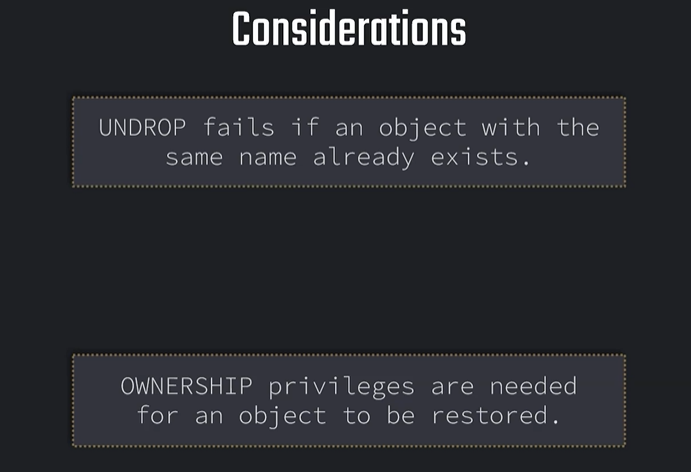 Considerations
UNDROP fails if an object with the
same name already exists.
OWNERSHIP privileges are needed
for an object to be restored.